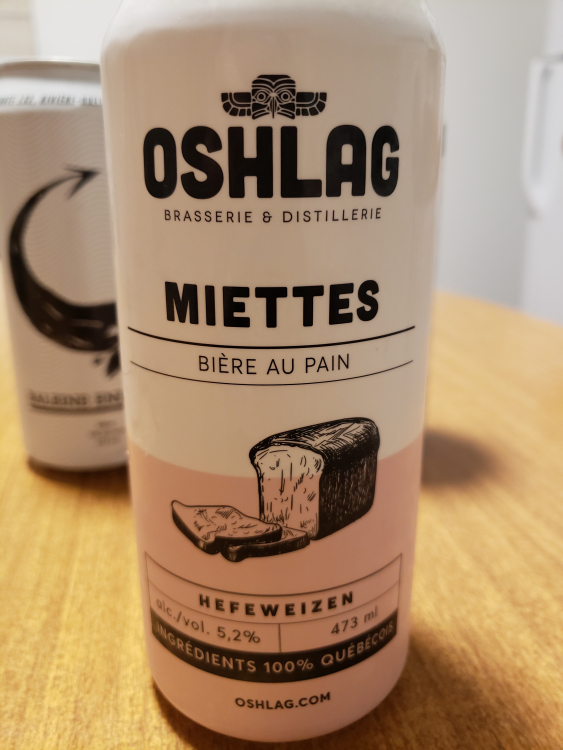 OSHLAG
BRASSERIE & DISTILLERIE
MIETTES
BIÈRE AU PAIN
HEFEWEIZEN
alc./vol. 5,2%
473 ml
INGRÉDIENTS 100% QUÉBÉCOIS
OSHLAG.COM